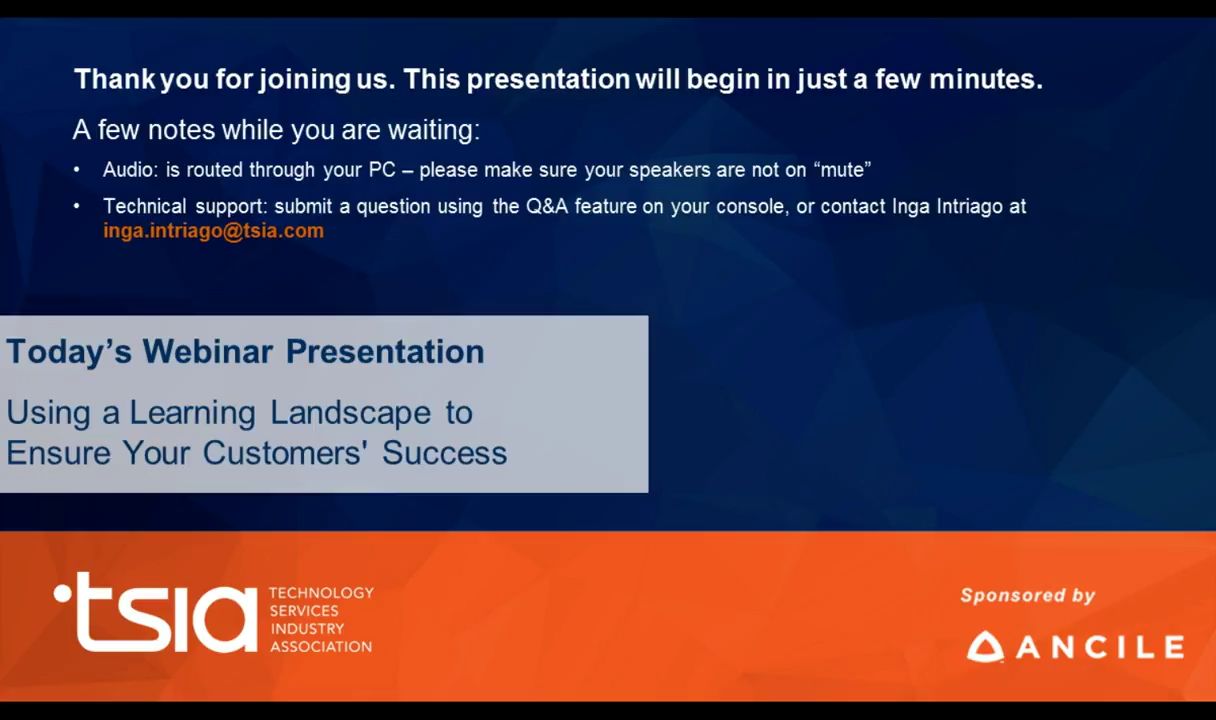 Thank you for joining us. This presentation will begin in just a few minutes.
A few notes while you are waiting:
• Audio: is routed through your PC – please make sure your speakers are not on “mute”
• Technical support: submit a question using the Q&A feature on your console, or contact Inga Intriago at
inga.intriago@tsia.com
Today’s Webinar Presentation
Using a Learning Landscape to
Ensure Your Customers' Success
tsia
TECHNOLOGY
SERVICES
INDUSTRY
ASSOCIATION
Sponsored by
ANCILE